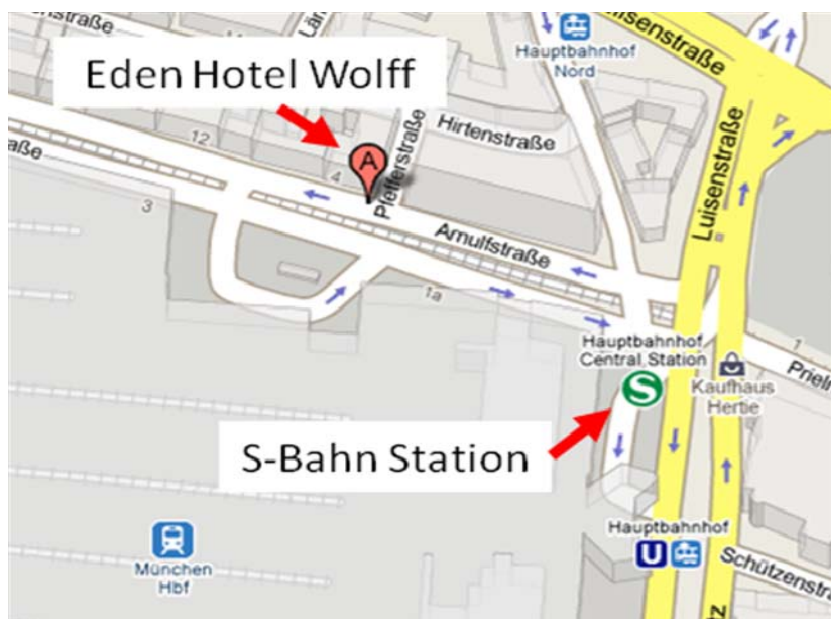 Luisenstraße
Hauptbahnhof
Nord
Eden Hotel Wolff
Hirtenstraße
12
4
A
Pfefferstraße
Luisenstraße
3
Arnulfstraße
1a
Hauptbahnhof
Central Station
1
S
Kaufhaus
Hertie
S-Bahn Station
Hauptbahnhof
U
München
Hbf